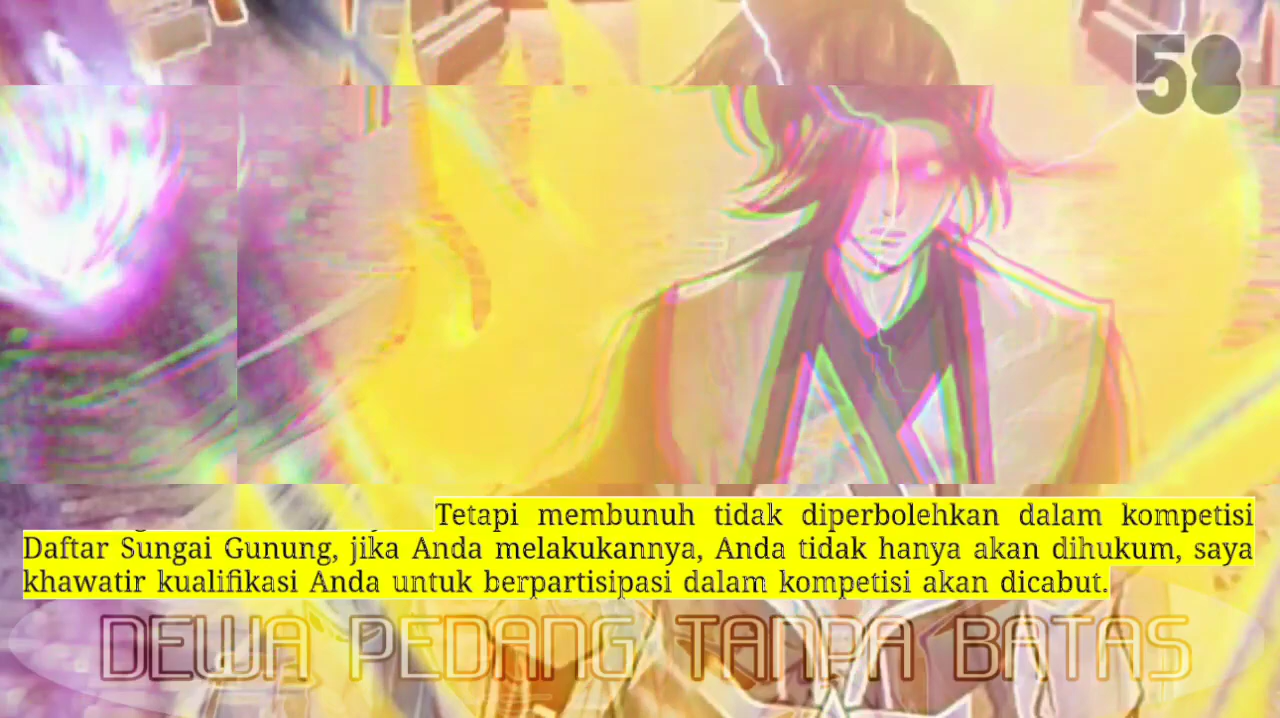 58
Tetapi membunuh tidak diperbolehkan dalam kompetisi
Daftar Sungai Gunung, jika Anda melakukannya, Anda tidak hanya akan dihukum, saya
khawatir kualifikasi Anda untuk berpartisipasi dalam kompetisi akan dicabut.
DEWA PEDANG TANPA BATAS